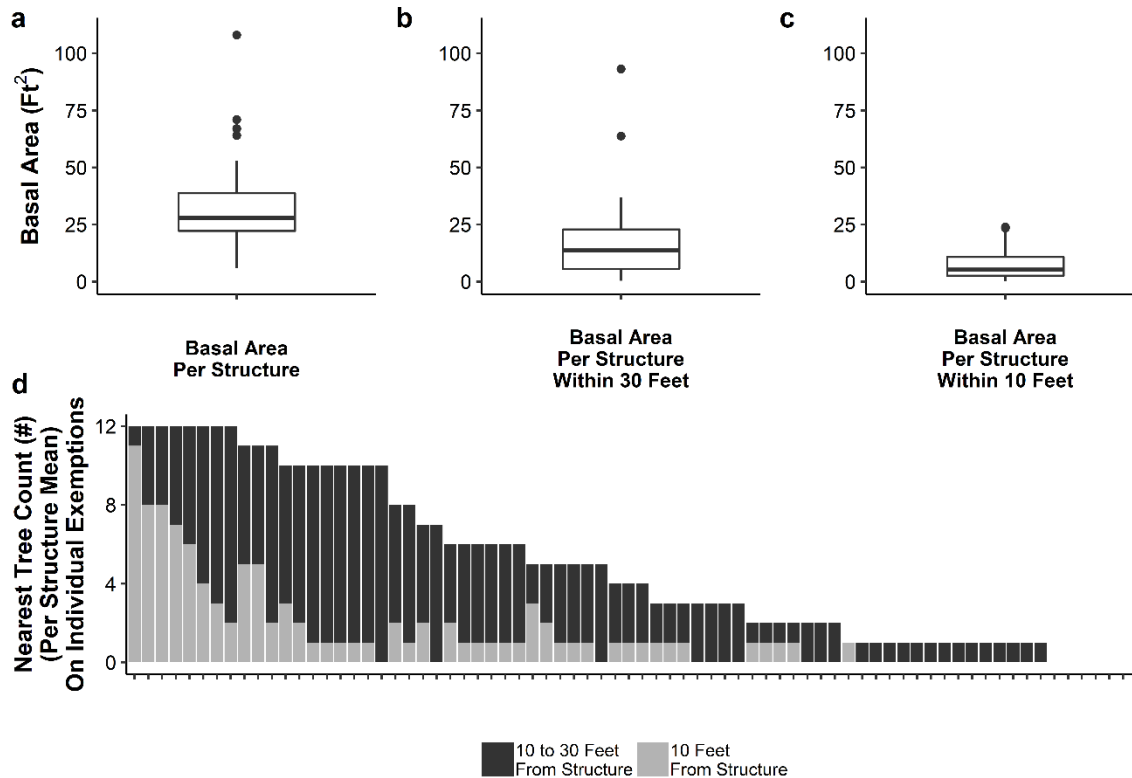 a
Basal Area (Ft²)
100
75
50
25
0
Basal Area
Per Structure
b
100
75
50
25
0
Basal Area
Per Structure
Within 30 Feet
c
100
75
50
25
0
Basal Area
Per Structure
Within 10 Feet
d
Nearest Tree Count (#)
(Per Structure Mean)
On Individual Exemptions
12
8
4
0
10 to 30 Feet
From Structure
10 Feet
From Structure